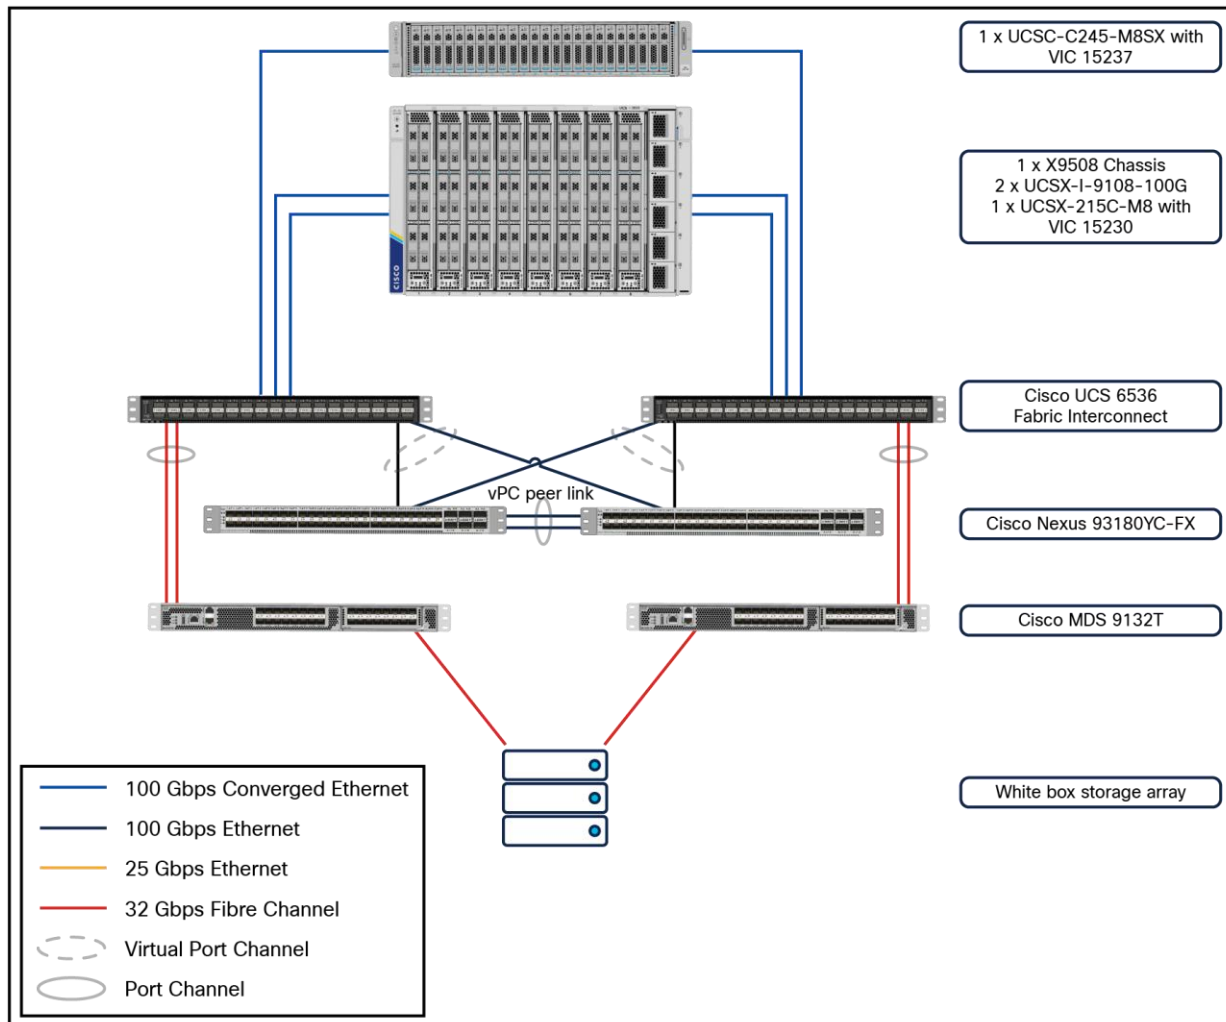 1 x UCSC-C245-M8SX with
VIC 15237
1 x X9508 Chassis
2 x UCSX-I-9108-100G
1 x UCSX-215C-M8 with
VIC 15230
CISCO
Cisco UCS 6536
Fabric Interconnect
vPC peer link
Cisco Nexus 93180YC-FX
Cisco MDS 9132T
White box storage array
100 Gbps Converged Ethernet
100 Gbps Ethernet
25 Gbps Ethernet
32 Gbps Fibre Channel
Virtual Port Channel
Port Channel